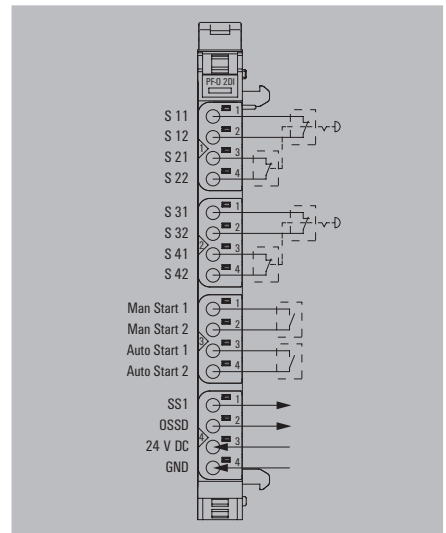 PF-O 2DI
S 11 1
S 12 2
1
S 21 3
S 22 4
S 31 1
S 32 2
2
S 41 3
S 42 4
Man Start 1 1
Man Start 2 2
3
Auto Start 1 3
Auto Start 2 4
SS1 1
OSSD 2
4
24 V DC 3
GND 4